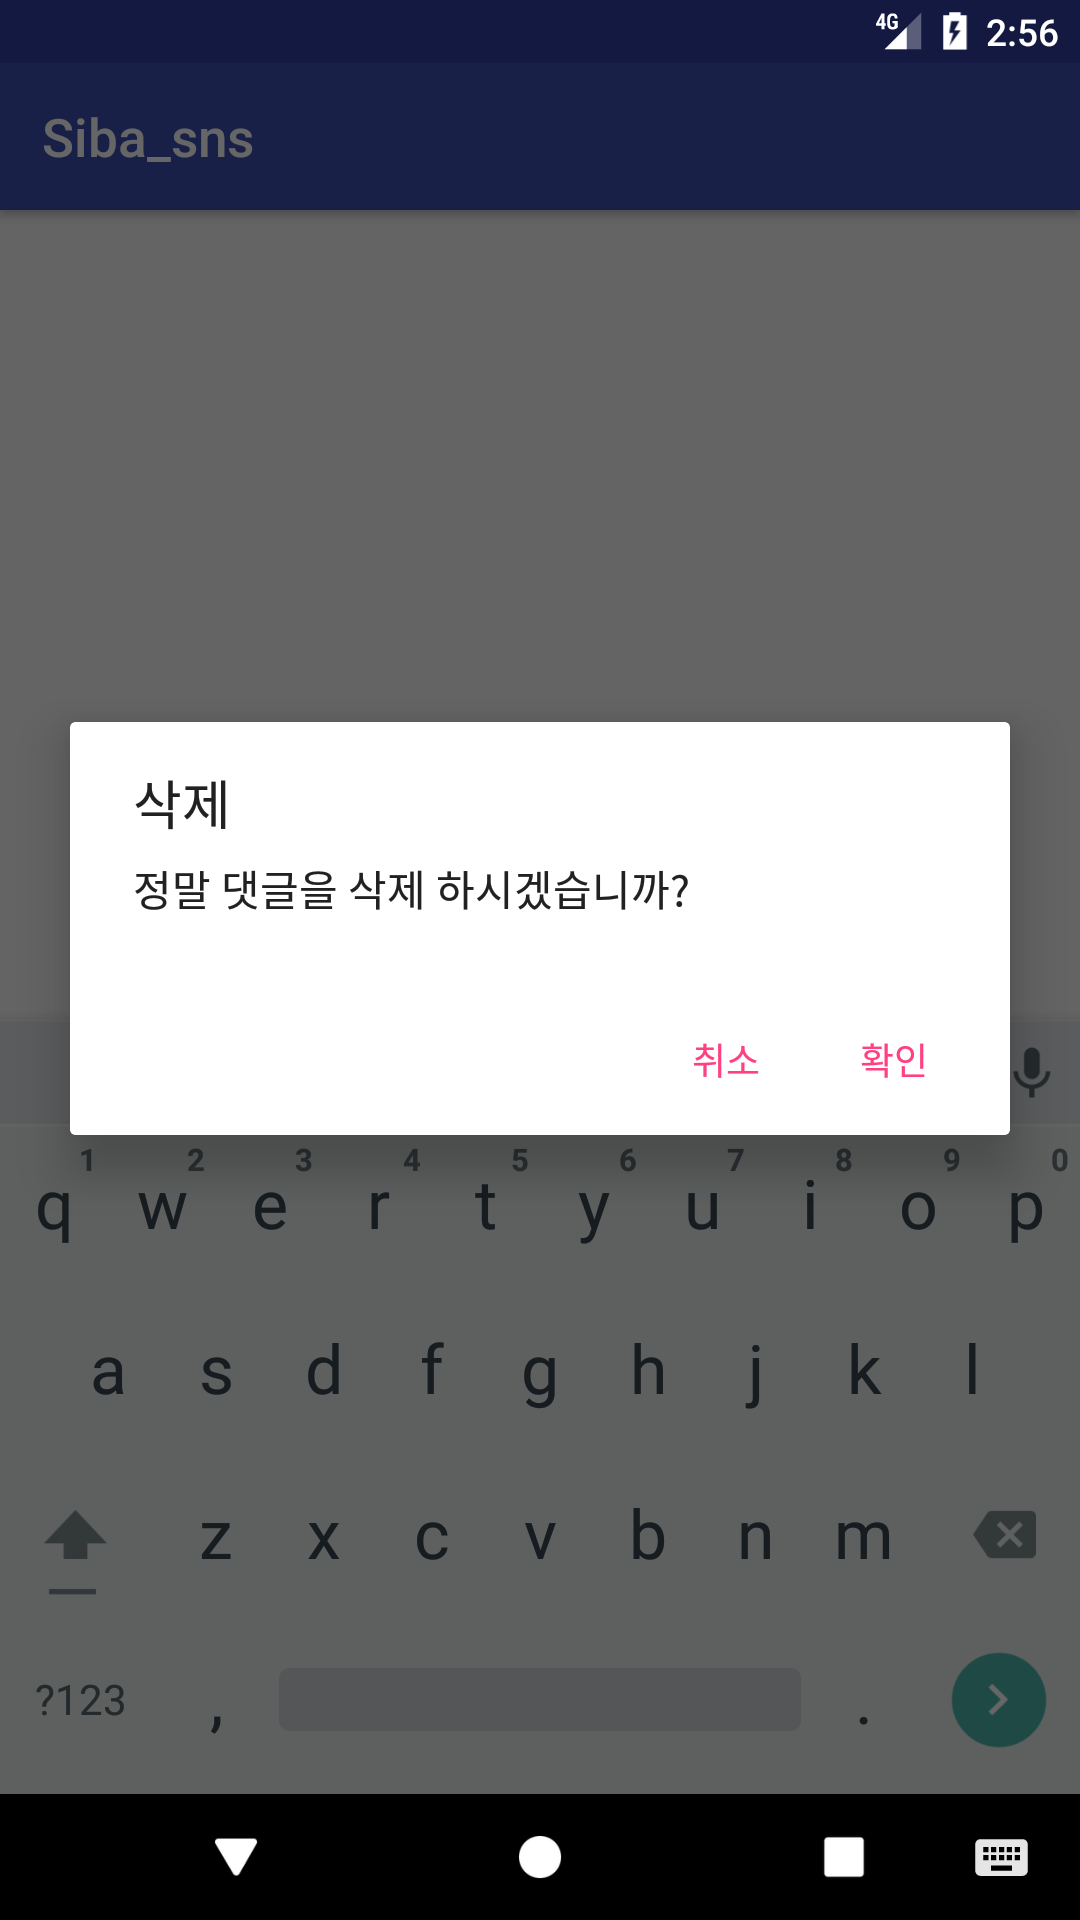 4G 2:56
Siba_sns
삭제
정말 댓글을 삭제 하시겠습니까?
취소 확인
1 2 3 4 5 6 7 8 9 0
q w e r t y u i o p
a s d f g h j k l
z x c v b n m
?123 , .